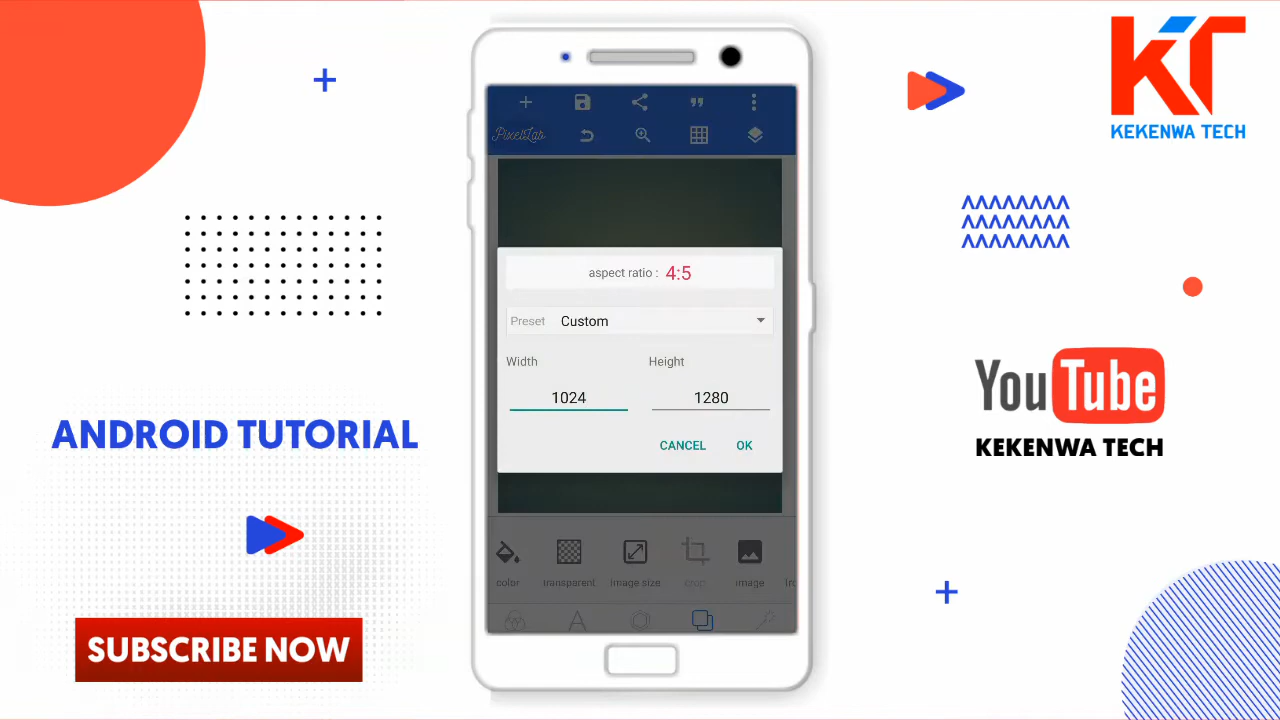 KT
KEKENWA TECH
PixelLab
aspect ratio : 4:5
Preset Custom
Width Height
1024 1280
CANCEL OK
color transparent image size crop image
YouTube
KEKENWA TECH
ANDROID TUTORIAL
SUBSCRIBE NOW